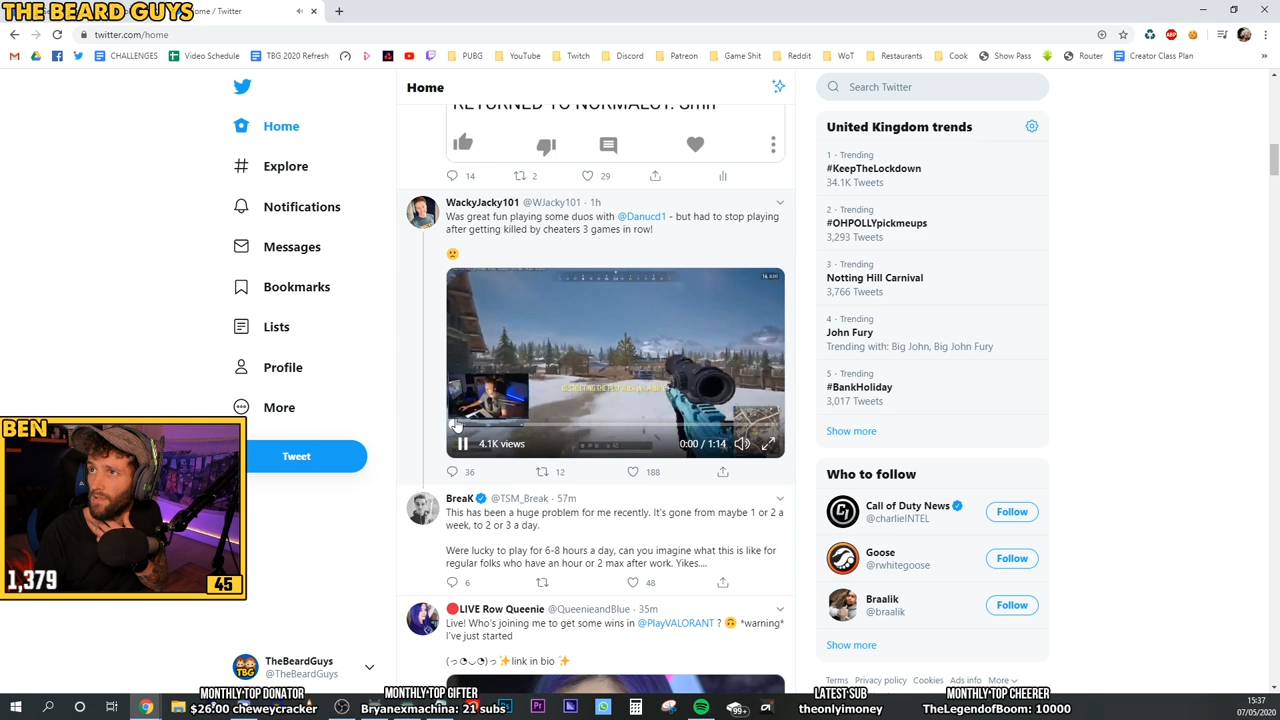 THE BEARD GUYS
ome / Twitter
twitter.com/home
CHALLENGES
Video Schedule
TBG 2020 Refresh
PUBG
YouTube
Twitch
Discord
Patreon
Game Shit
Reddit
WoT
Restaurants
Cook
Show Pass
Router
Creator Class Plan
Home
Explore
Notifications
Messages
Bookmarks
Lists
Profile
More
Tweet
BEN
1,379
45
TheBeardGuys
@TheBeardGuys
Home
RETURNED TO NORMALCY. Smh
14 2 29
WackyJacky101 @WJacky101 · 1h
Was great fun playing some duos with @Danucd1 - but had to stop playing
after getting killed by cheaters 3 games in row!
4.1K views
0:00 / 1:14
36 12 188
BreaK @TSM_Break · 57m
This has been a huge problem for me recently. It's gone from maybe 1 or 2 a
week, to 2 or 3 a day.
Were lucky to play for 6-8 hours a day, can you imagine what this is like for
regular folks who have an hour or 2 max after work. Yikes....
6 48
LIVE Row Queenie @QueenieandBlue · 35m
Live! Who's joining me to get some wins in @PlayVALORANT ? *warning*
I've just started
(っ◔◡◔)っ ✨link in bio ✨
Search Twitter
United Kingdom trends
1 · Trending
#KeepTheLockdown
34.1K Tweets
2 · Trending
#OHPOLLYpickmeups
3,293 Tweets
3 · Trending
Notting Hill Carnival
3,766 Tweets
4 · Trending
John Fury
Trending with: Big John, Big John Fury
5 · Trending
#BankHoliday
3,017 Tweets
Show more
Who to follow
Call of Duty News
@charlieINTEL
Follow
Goose
@rwhitegoose
Follow
Braalik
@braalik
Follow
Show more
Terms Privacy policy Cookies Ads info More
MONTHLY TOP DONATOR
$26.00 cheweycracker
MONTHLY TOP GIFTER
Bryanexmachina: 21 subs
LATEST SUB
theonlyimoney
MONTHLY TOP CHEERER
TheLegendofBoom: 10000
99+
15:37
07/05/2020